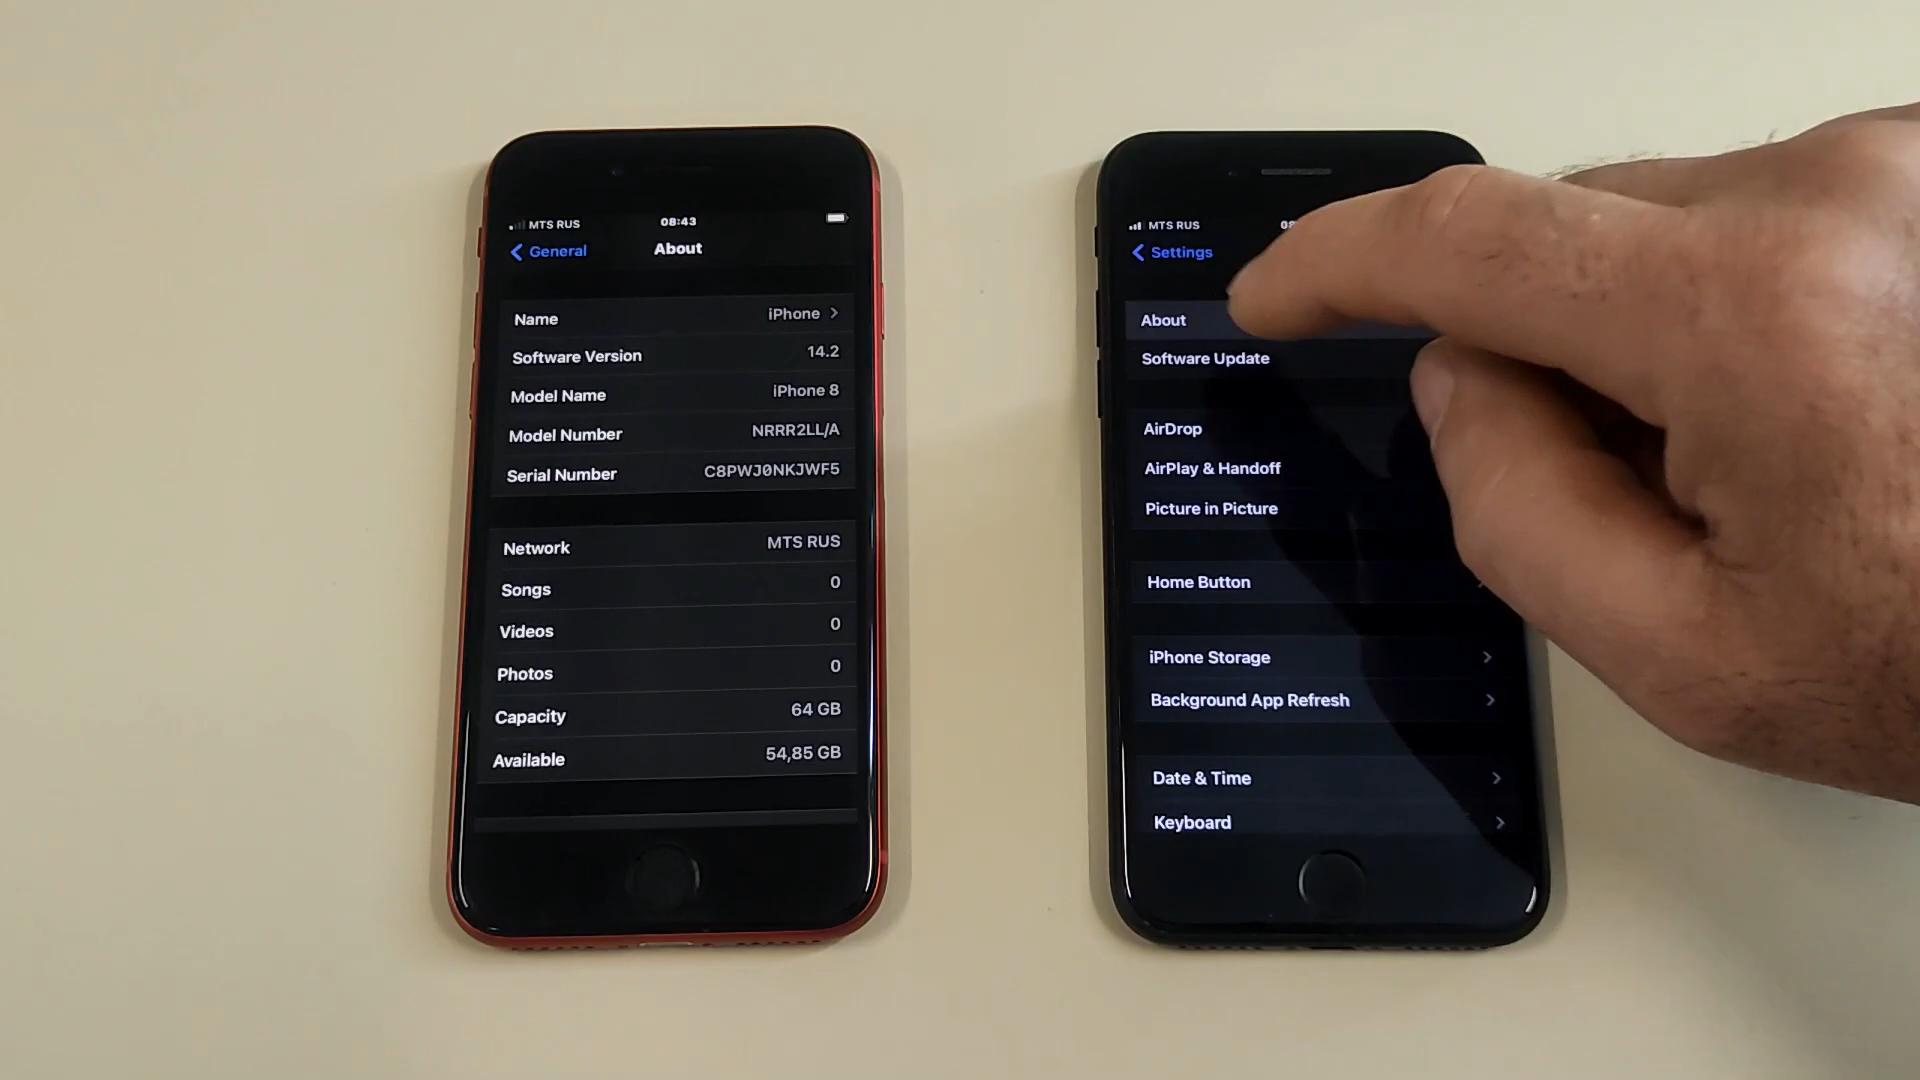 MTS RUS 08:43
General About
Name iPhone
Software Version 14.2
Model Name iPhone 8
Model Number NRRR2LL/A
Serial Number C8PWJ0NKJWF5
Network MTS RUS
Songs 0
Videos 0
Photos 0
Capacity 64 GB
Available 54,85 GB
MTS RUS
Settings
About
Software Update
AirDrop
AirPlay & Handoff
Picture in Picture
Home Button
iPhone Storage
Background App Refresh
Date & Time
Keyboard